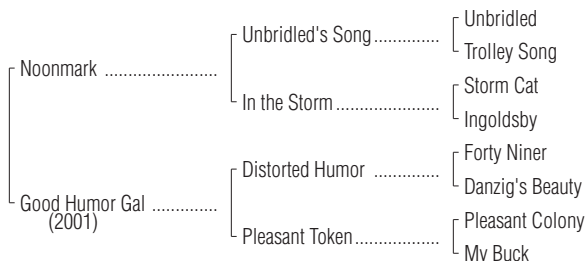 Unbridled
Unbridled's Song..............
Trolley Song
Noonmark ........................
Storm Cat
In the Storm ......................
Ingoldsby
Forty Niner
Distorted Humor ..............
Danzig's Beauty
Good Humor Gal ..............
(2001)
Pleasant Colony
Pleasant Token..................
My Buck